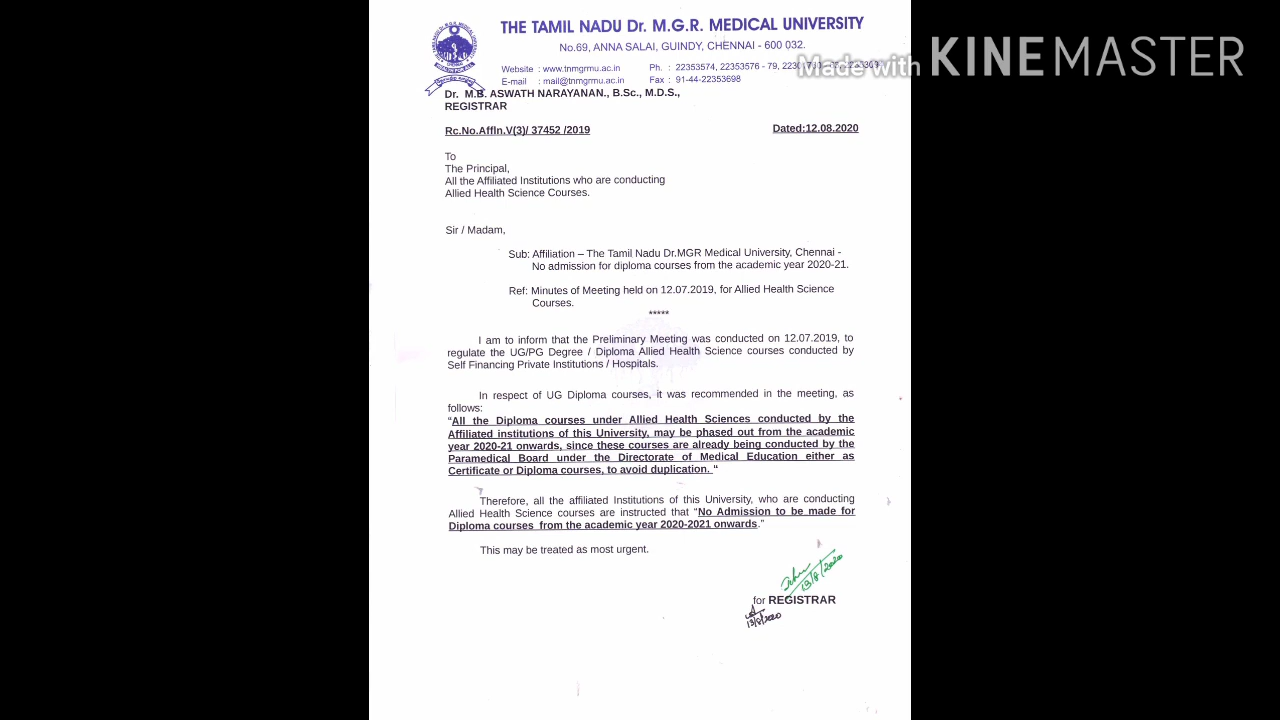 THE TAMIL NADU Dr. M.G.R. MEDICAL UNIVERSITY
No.69, ANNA SALAI, GUINDY, CHENNAI - 600 032.
Website : www.tnmgrmu.ac.in Ph. : 22353574, 22353576 - 79,
E-mail : mail@tnmgrmu.ac.in Fax : 91-44-22353698
Made with KINEMASTER
Dr. M.B. ASWATH NARAYANAN., B.Sc., M.D.S.,
REGISTRAR
Rc.No.Affln.V(3)/ 37452 /2019 Dated:12.08.2020
To
The Principal,
All the Affiliated Institutions who are conducting
Allied Health Science Courses.
Sir / Madam,
Sub: Affiliation – The Tamil Nadu Dr.MGR Medical University, Chennai -
No admission for diploma courses from the academic year 2020-21.
Ref: Minutes of Meeting held on 12.07.2019, for Allied Health Science
Courses.
*****
I am to inform that the Preliminary Meeting was conducted on 12.07.2019, to
regulate the UG/PG Degree / Diploma Allied Health Science courses conducted by
Self Financing Private Institutions / Hospitals.
In respect of UG Diploma courses, it was recommended in the meeting, as
follows:
“All the Diploma courses under Allied Health Sciences conducted by the
Affiliated institutions of this University, may be phased out from the academic
year 2020-21 onwards, since these courses are already being conducted by the
Paramedical Board under the Directorate of Medical Education either as
Certificate or Diploma courses, to avoid duplication. “
Therefore, all the affiliated Institutions of this University, who are conducting
Allied Health Science courses are instructed that “No Admission to be made for
Diploma courses from the academic year 2020-2021 onwards.”
This may be treated as most urgent.
13/8/2020
for REGISTRAR
13/8/2020